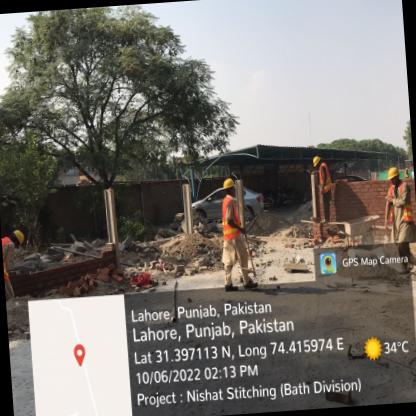 GPS Map Camera
Lahore, Punjab, Pakistan
Lahore, Punjab, Pakistan
Lat 31.397113 N, Long 74.415974 E
34°C
10/06/2022 02:13 PM
Project : Nishat Stitching (Bath Division)